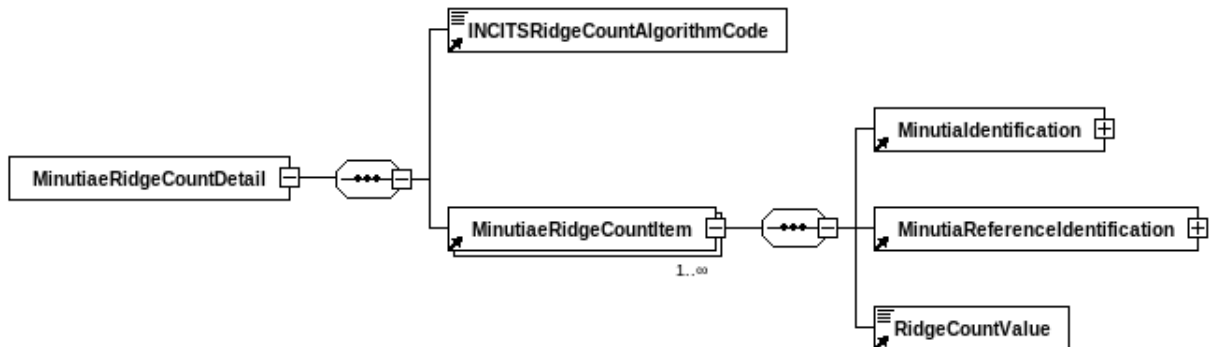 INCITSRidgeCountAlgorithmCode
MinutiaIdentification
MinutiaeRidgeCountDetail
MinutiaeRidgeCountItem
MinutiaReferenceIdentification
1..∞
RidgeCountValue